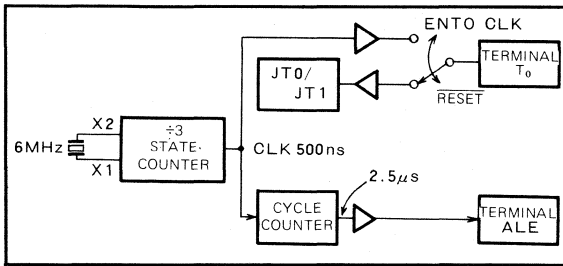 ENTO CLK
JT0/
JT1
TERMINAL
T0
RESET
X2
6MHz
X1
÷3
STATE·
COUNTER
CLK 500ns
2.5µs
CYCLE
COUNTER
TERMINAL
ALE